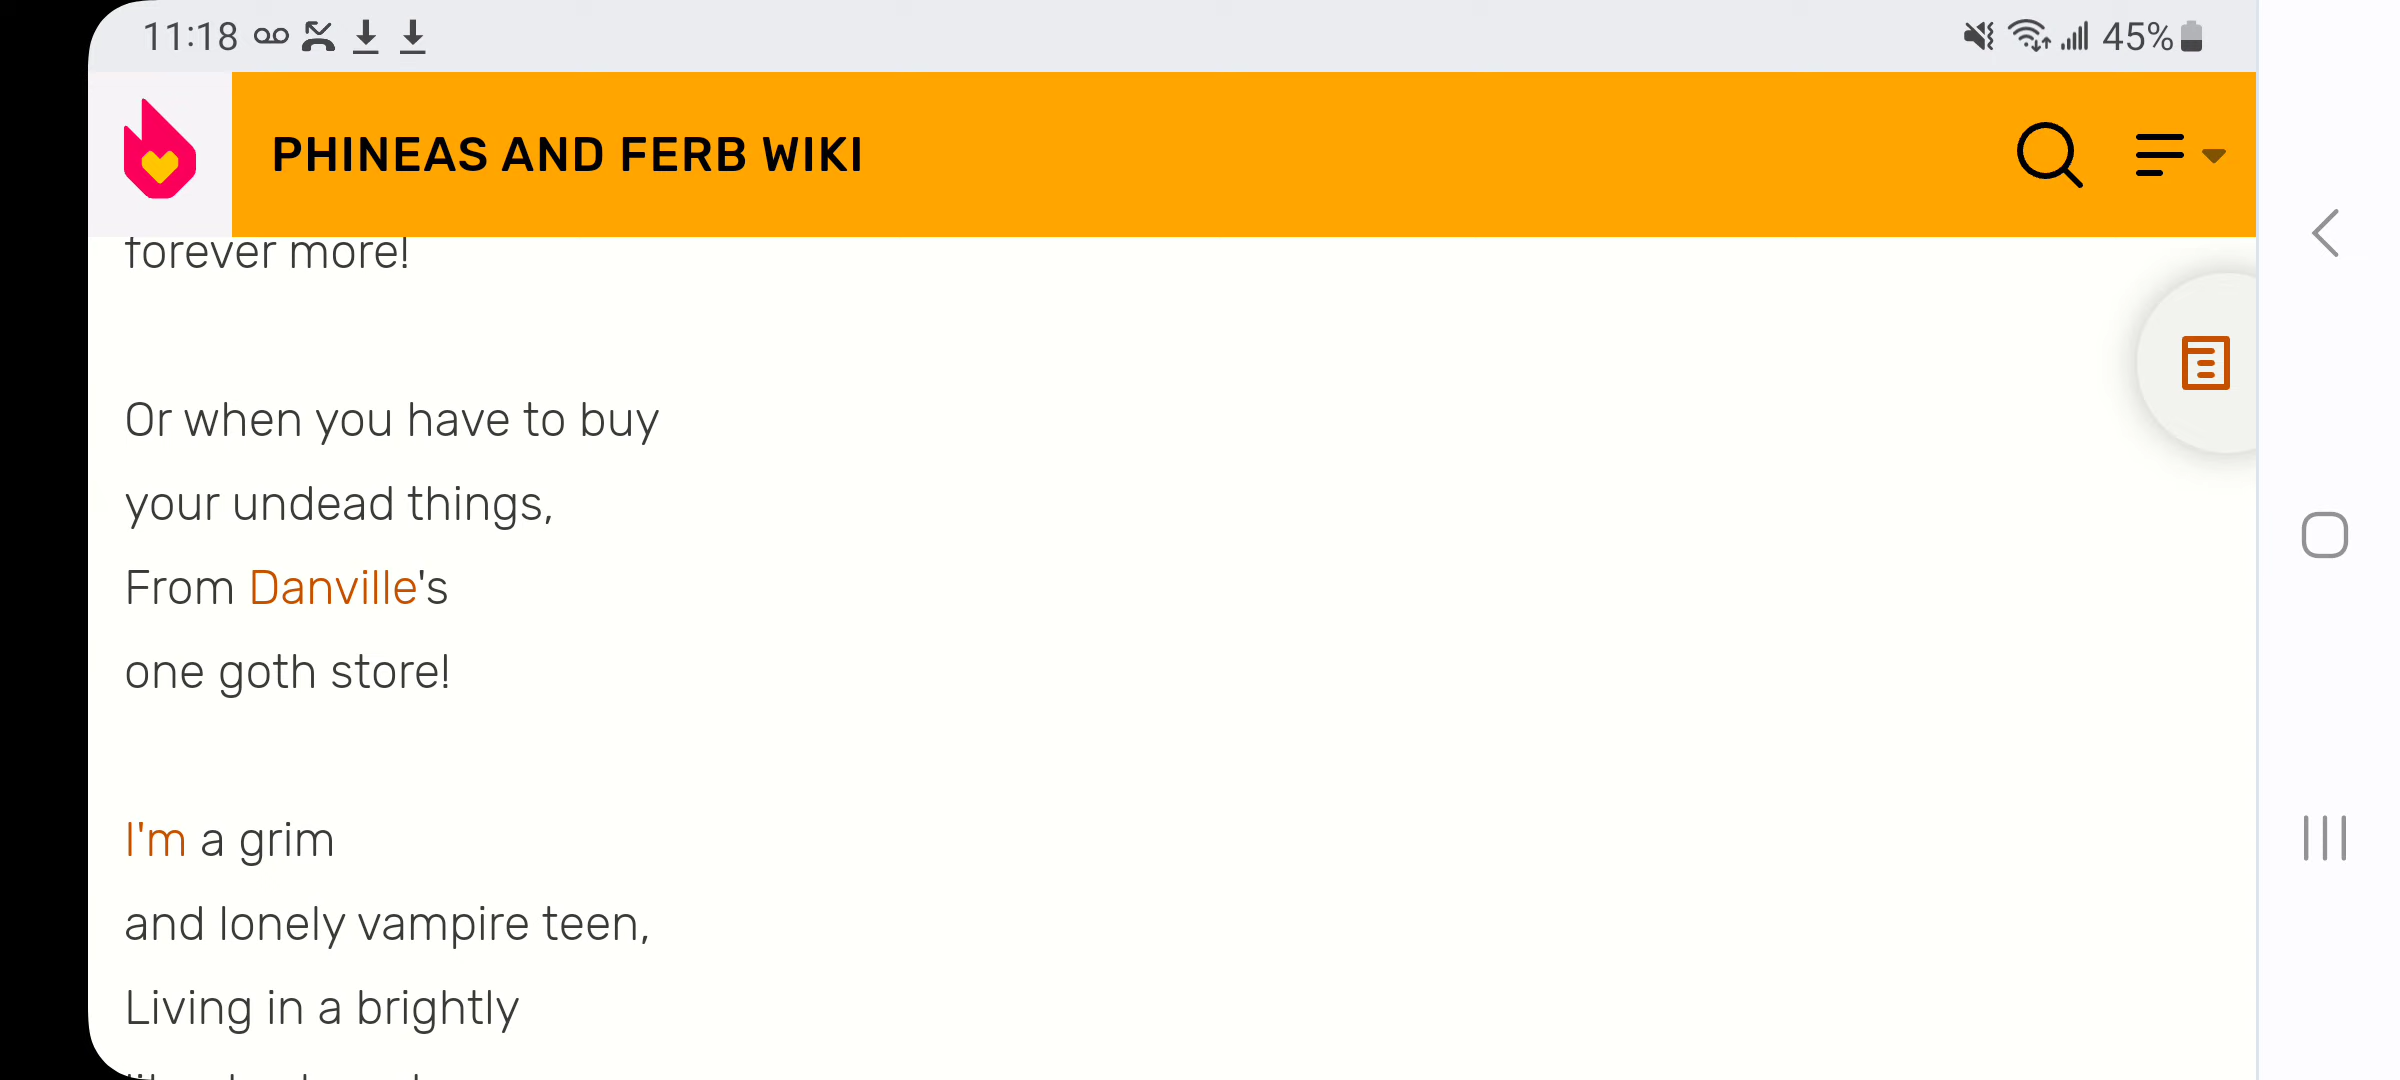 11:18
45%
PHINEAS AND FERB WIKI
forever more!
Or when you have to buy
your undead things,
From Danville's
one goth store!
I'm a grim
and lonely vampire teen,
Living in a brightly